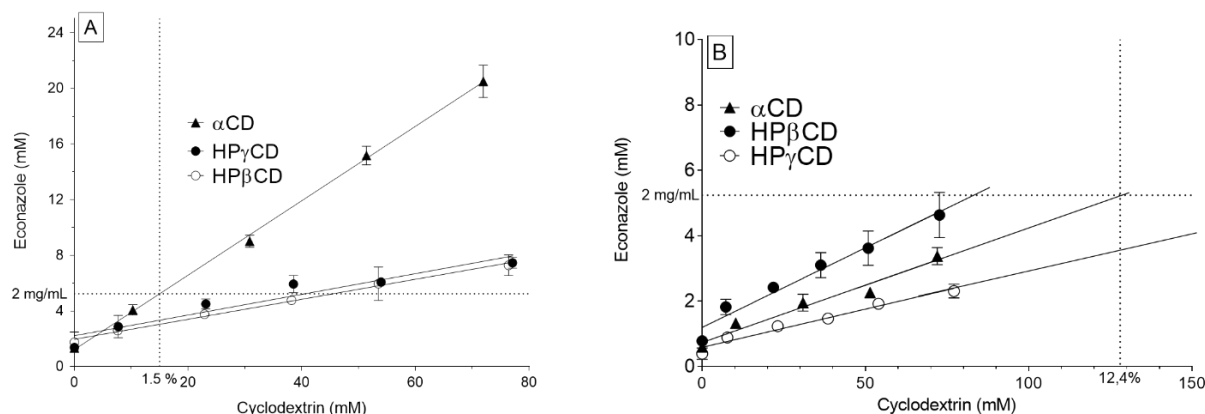 A
Econazole (mM)
24
20
16
12
8
4
0
2 mg/mL
αCD
HPγCD
HPβCD
0
1.5 %
20
40
60
80
Cyclodextrin (mM)
B
Econazole (mM)
10
8
6
4
2
0
2 mg/mL
αCD
HPβCD
HPγCD
0
50
100
12.4%
150
Cyclodextrin (mM)